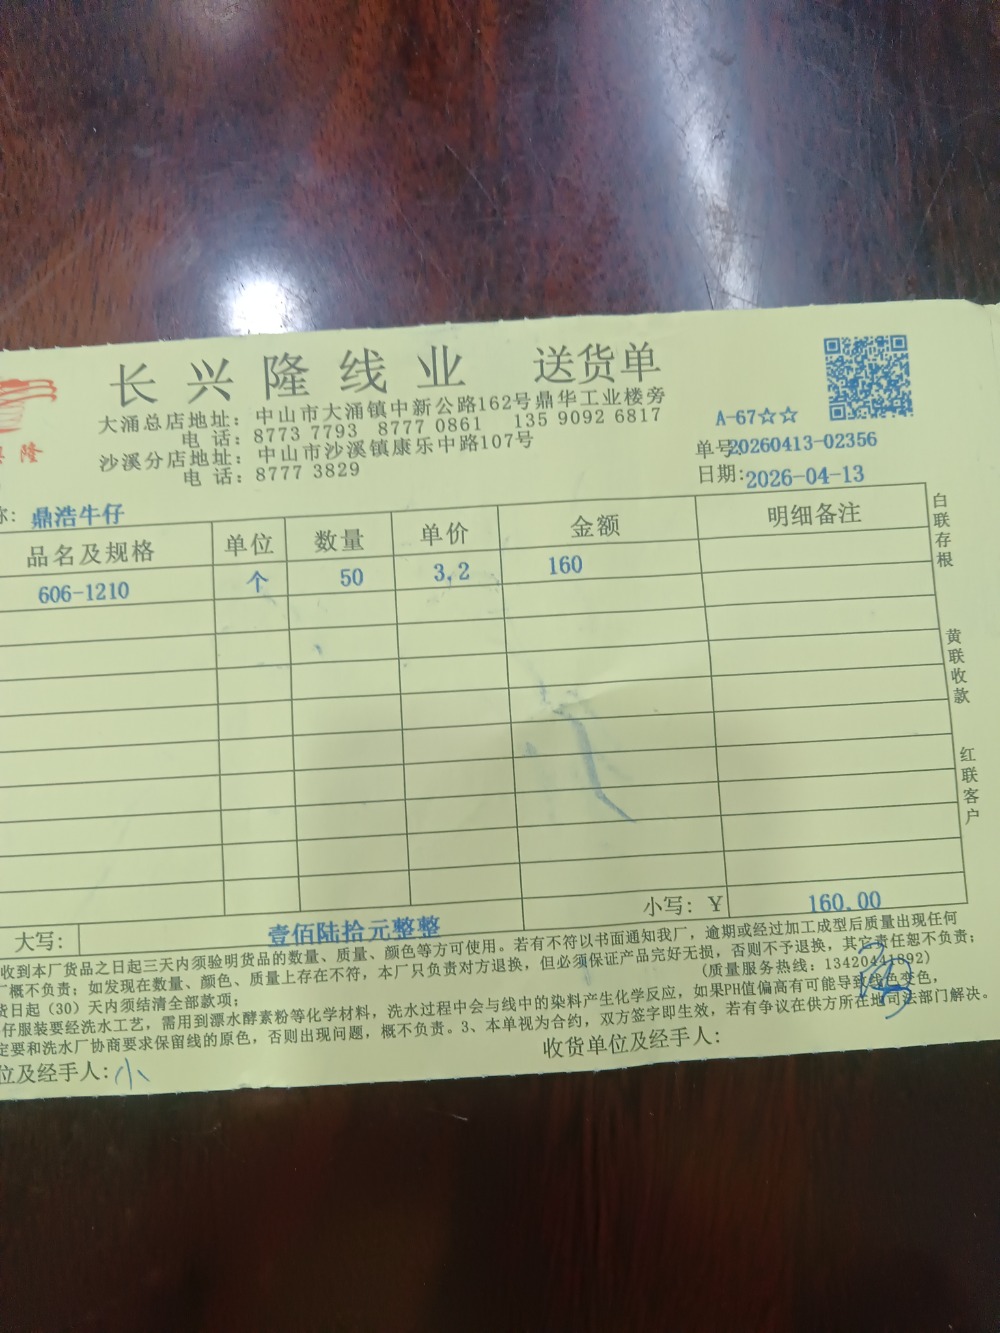 长兴隆线业 送货单
隆
大涌总店地址：中山市大涌镇中新公路162号鼎华工业楼旁
电 话：8773 7793 8777 0861 135 9092 6817
沙溪分店地址：中山市沙溪镇康乐中路107号
电 话：8777 3829
A-67☆☆
单号20260413-02356
日期:2026-04-13
称：鼎浩牛仔
品名及规格 单位 数量 单价 金额 明细备注
606-1210 个 50 3.2 160
白联存根
黄联收款
红联客户
小写：￥ 160.00
大写： 壹佰陆拾元整整
收到本厂货品之日起三天内须验明货品的数量、质量、颜色等方可使用。若有不符以书面通知我厂，逾期或经过加工成型后质量出现任何
厂概不负责；如发现在数量、颜色、质量上存在不符，本厂只负责对方退换，但必须保证产品完好无损，否则不予退换，其它责任恕不负责；
货日起（30）天内须结清全部款项； （质量服务热线：13420441892）
仔服装要经洗水工艺，需用到漂水酵素粉等化学材料，洗水过程中会与线中的染料产生化学反应，如果PH值偏高有可能导致线色变色，
定要和洗水厂协商要求保留线的原色，否则出现问题，概不负责。3、本单视为合约，双方签字即生效，若有争议在供方所在地司法部门解决。
位及经手人：小
收货单位及经手人：